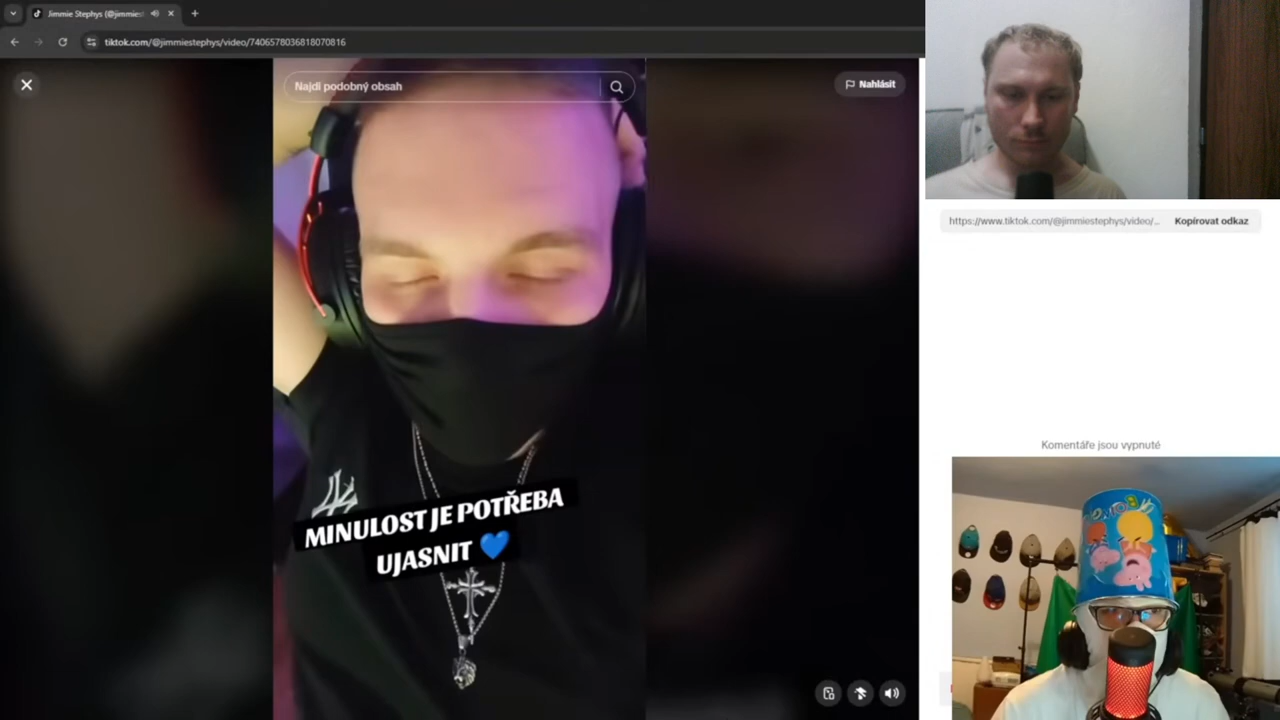 Jimmie Stephys (@jimmies
tiktok.com/@jimmiestephys/video/7406578036818070816
Najdi podobný obsah
Nahlásit
https://www.tiktok.com/@jimmiestephys/video/...
Kopírovat odkaz
Komentáře jsou vypnuté
MINULOST JE POTŘEBA
UJASNIT 💙